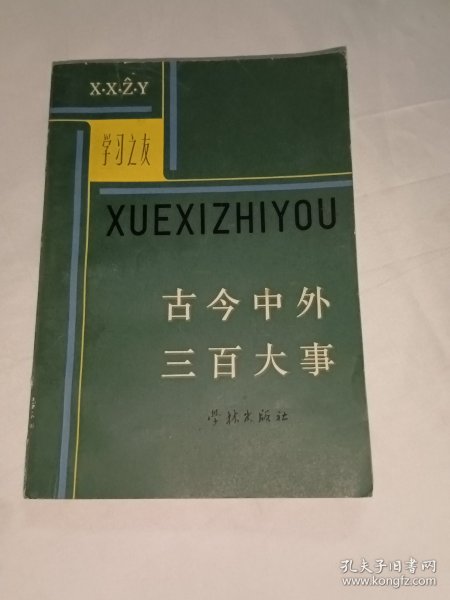 X·X·Ẑ·Y
学习之友
XUEXIZHIYOU
古今中外
三百大事
学林出版社
孔夫子旧书网
www.kongfz.com